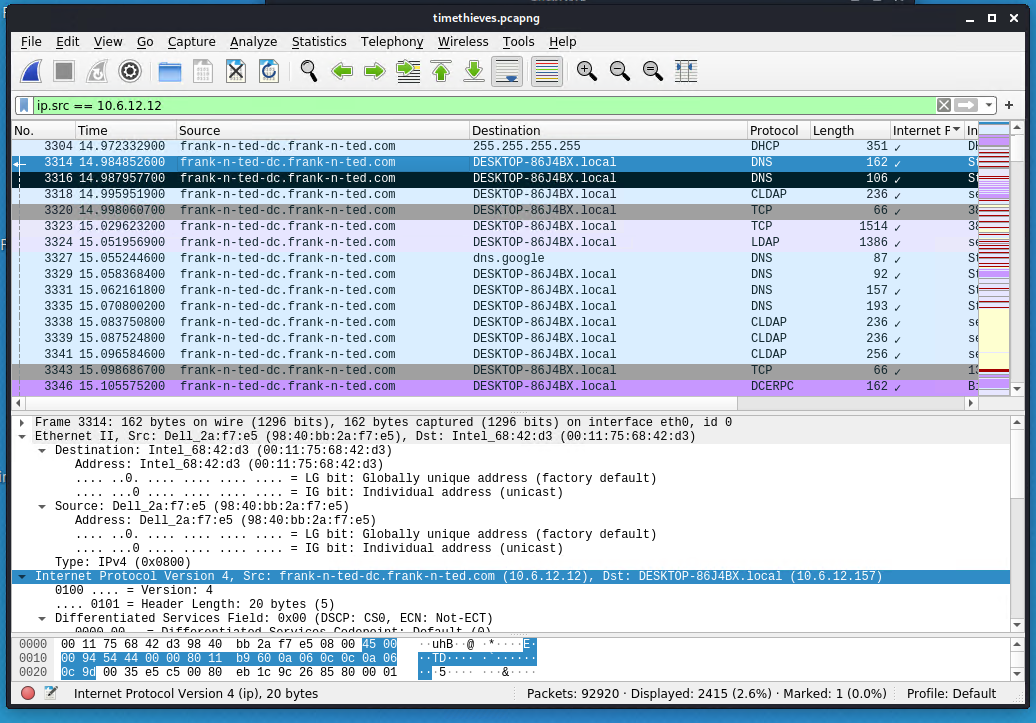 timethieves.pcapng
File Edit View Go Capture Analyze Statistics Telephony Wireless Tools Help
ip.src == 10.6.12.12
No. Time Source Destination Protocol Length Internet F In
3304 14.972332900 frank-n-ted-dc.frank-n-ted.com 255.255.255.255 DHCP 351 ✓ DH
3314 14.984852600 frank-n-ted-dc.frank-n-ted.com DESKTOP-86J4BX.local DNS 162 ✓ St
3316 14.987957700 frank-n-ted-dc.frank-n-ted.com DESKTOP-86J4BX.local DNS 106 ✓ St
3318 14.995951900 frank-n-ted-dc.frank-n-ted.com DESKTOP-86J4BX.local CLDAP 236 ✓ se
3320 14.998060700 frank-n-ted-dc.frank-n-ted.com DESKTOP-86J4BX.local TCP 66 ✓ 38
3323 15.029623200 frank-n-ted-dc.frank-n-ted.com DESKTOP-86J4BX.local TCP 1514 ✓ 38
3324 15.051956900 frank-n-ted-dc.frank-n-ted.com DESKTOP-86J4BX.local LDAP 1386 ✓ se
3327 15.055244600 frank-n-ted-dc.frank-n-ted.com dns.google DNS 87 ✓ St
3329 15.058368400 frank-n-ted-dc.frank-n-ted.com DESKTOP-86J4BX.local DNS 92 ✓ St
3331 15.062161800 frank-n-ted-dc.frank-n-ted.com DESKTOP-86J4BX.local DNS 157 ✓ St
3335 15.070800200 frank-n-ted-dc.frank-n-ted.com DESKTOP-86J4BX.local DNS 193 ✓ St
3338 15.083750800 frank-n-ted-dc.frank-n-ted.com DESKTOP-86J4BX.local CLDAP 236 ✓ se
3339 15.087524800 frank-n-ted-dc.frank-n-ted.com DESKTOP-86J4BX.local CLDAP 236 ✓ se
3341 15.096584600 frank-n-ted-dc.frank-n-ted.com DESKTOP-86J4BX.local CLDAP 256 ✓ se
3343 15.098686700 frank-n-ted-dc.frank-n-ted.com DESKTOP-86J4BX.local TCP 66 ✓ 13
3346 15.105575200 frank-n-ted-dc.frank-n-ted.com DESKTOP-86J4BX.local DCERPC 162 ✓ Bi
Frame 3314: 162 bytes on wire (1296 bits), 162 bytes captured (1296 bits) on interface eth0, id 0
Ethernet II, Src: Dell_2a:f7:e5 (98:40:bb:2a:f7:e5), Dst: Intel_68:42:d3 (00:11:75:68:42:d3)
Destination: Intel_68:42:d3 (00:11:75:68:42:d3)
Address: Intel_68:42:d3 (00:11:75:68:42:d3)
.... ..0. .... .... .... .... = LG bit: Globally unique address (factory default)
.... ...0 .... .... .... .... = IG bit: Individual address (unicast)
Source: Dell_2a:f7:e5 (98:40:bb:2a:f7:e5)
Address: Dell_2a:f7:e5 (98:40:bb:2a:f7:e5)
.... ..0. .... .... .... .... = LG bit: Globally unique address (factory default)
.... ...0 .... .... .... .... = IG bit: Individual address (unicast)
Type: IPv4 (0x0800)
Internet Protocol Version 4, Src: frank-n-ted-dc.frank-n-ted.com (10.6.12.12), Dst: DESKTOP-86J4BX.local (10.6.12.157)
0100 .... = Version: 4
.... 0101 = Header Length: 20 bytes (5)
Differentiated Services Field: 0x00 (DSCP: CS0, ECN: Not-ECT)
0000 00.. = Differentiated Services Codepoint: Default (0)
0000 00 11 75 68 42 d3 98 40 bb 2a f7 e5 08 00 45 00 ··uhB··@ ·*····E·
0010 00 94 54 44 00 00 80 11 b9 60 0a 06 0c 0c 0a 06 ··TD···· ·`······
0020 0c 9d 00 35 e5 c5 00 80 eb 1c 9c 26 85 80 00 01 ···5···· ···&····
Internet Protocol Version 4 (ip), 20 bytes
Packets: 92920 · Displayed: 2415 (2.6%) · Marked: 1 (0.0%)
Profile: Default